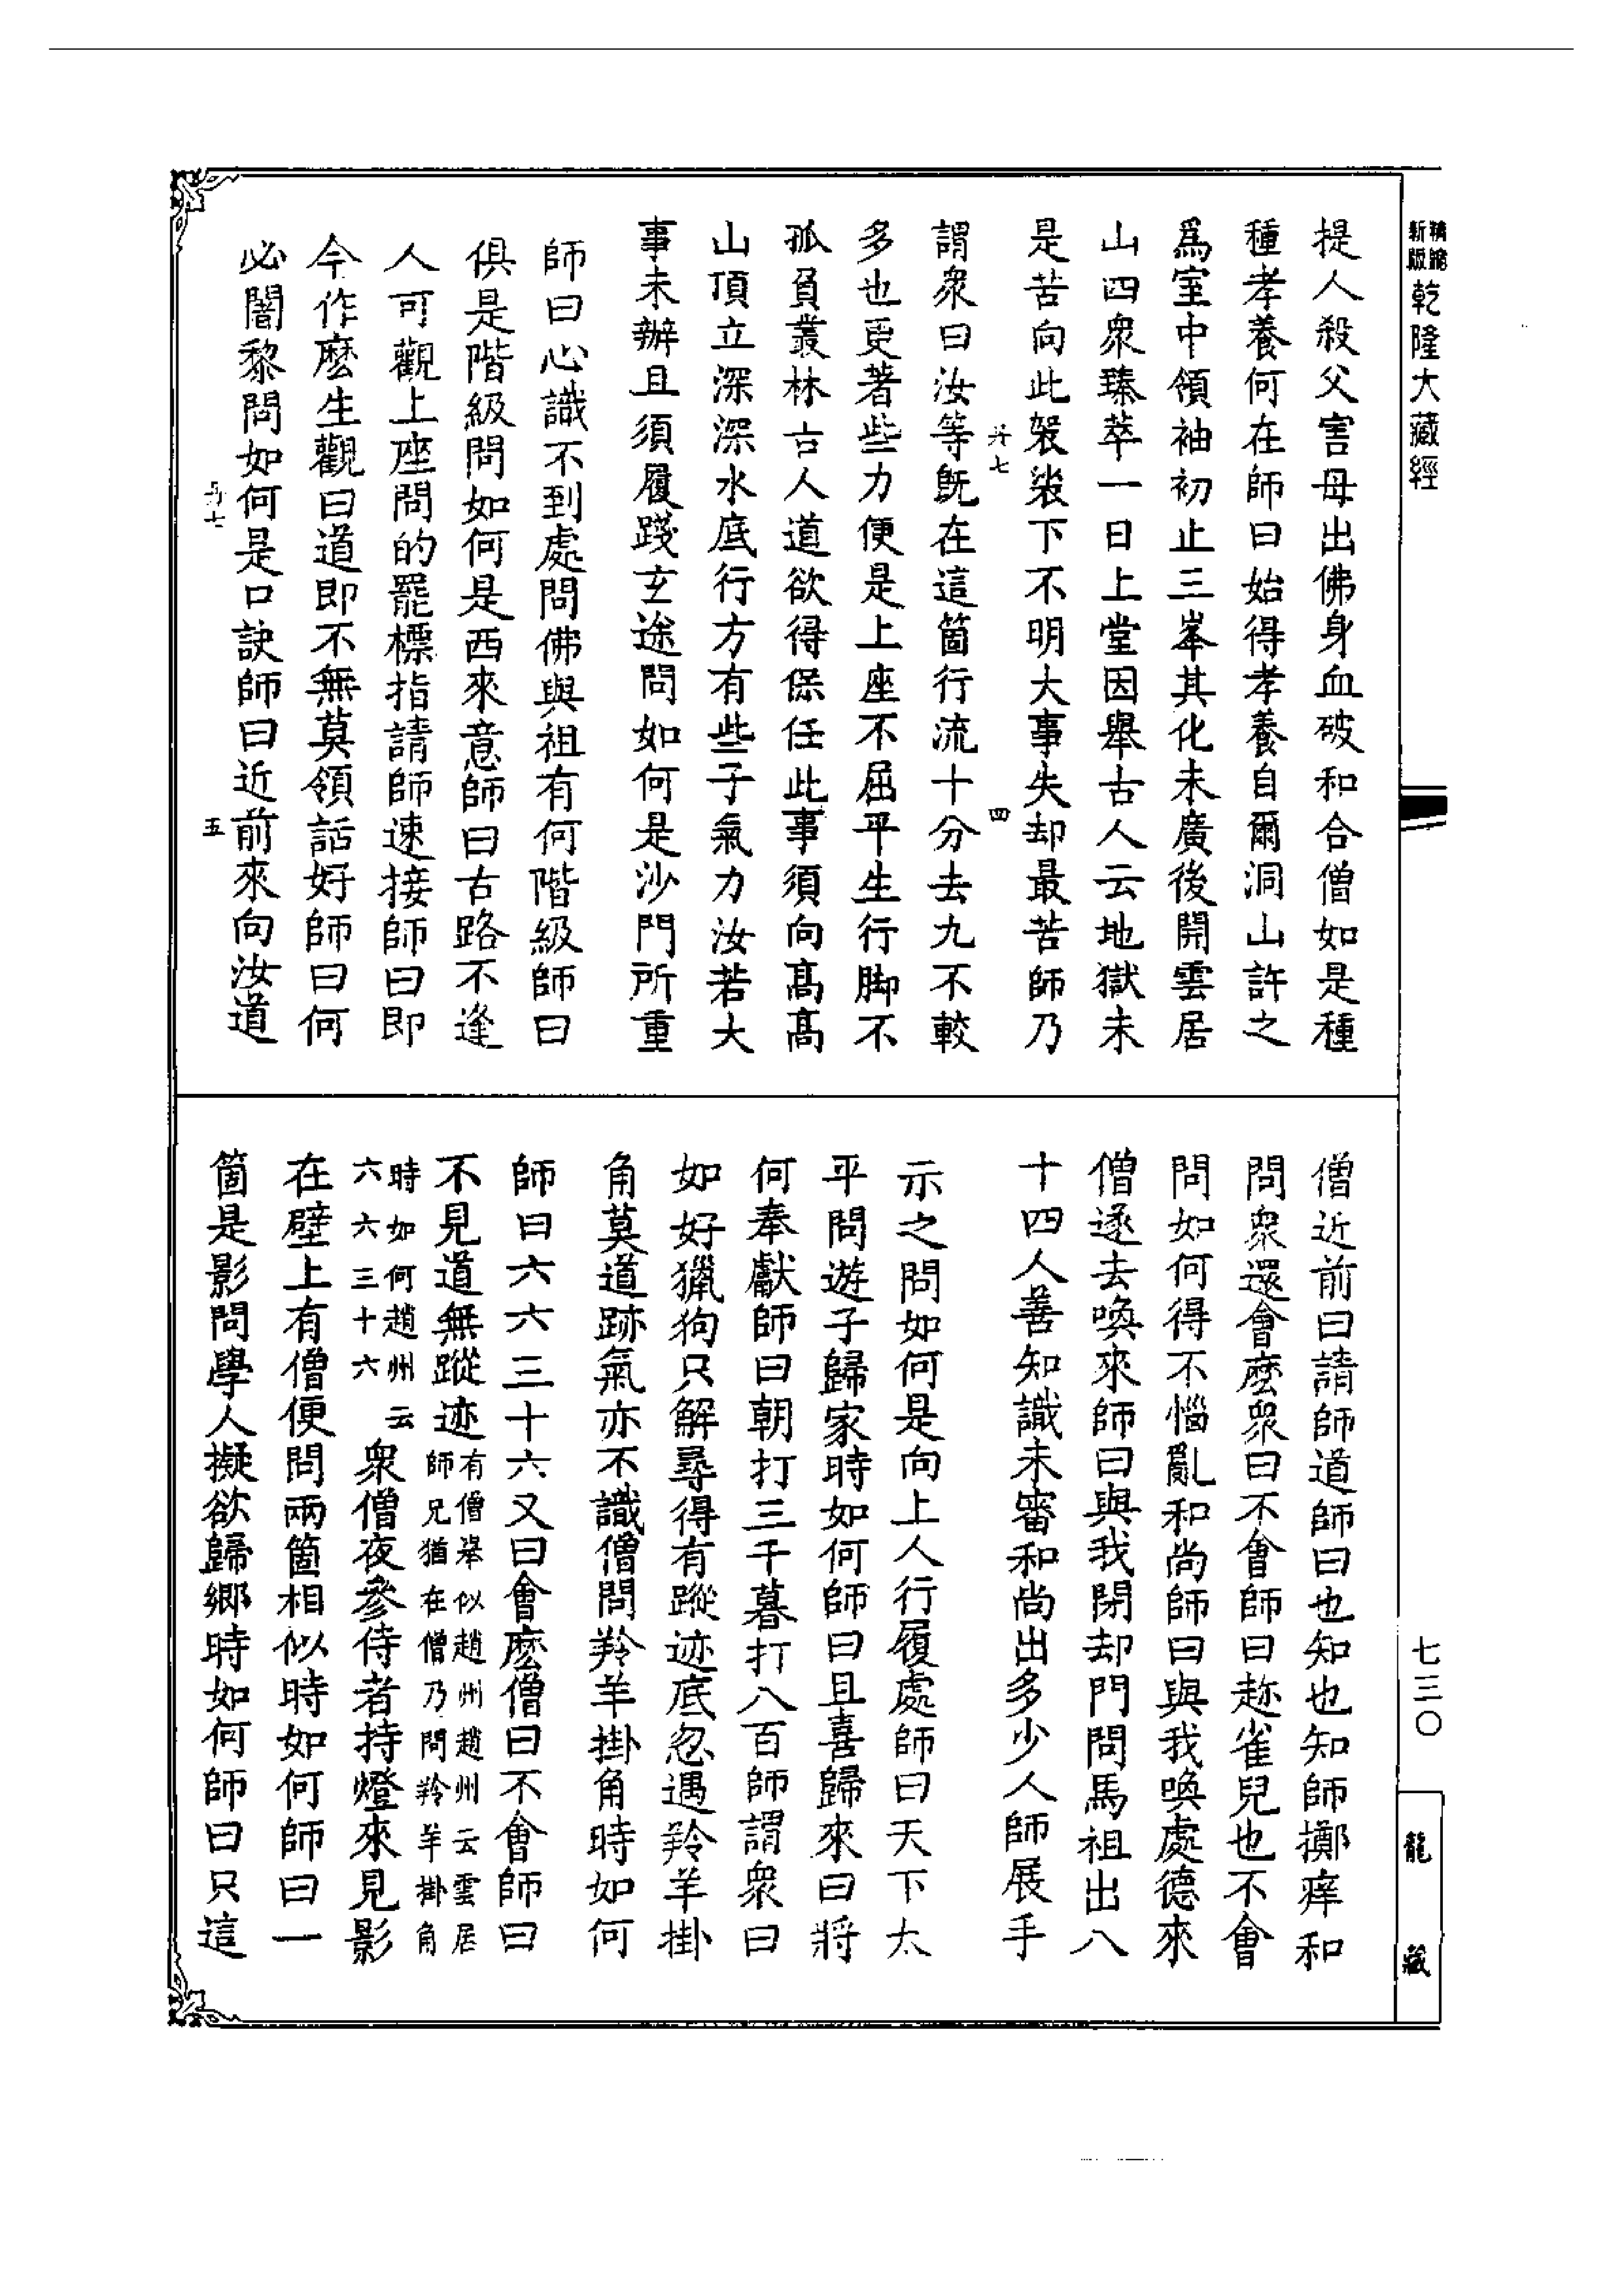 新版
乾隆大藏經
七三〇
龍藏
提人殺父害母出佛身血破和合僧如是種
種孝養何在師曰始得孝養自爾洞山許之
爲室中領袖初止三峯其化未廣後開雲居
山四衆臻萃一日上堂因舉古人云地獄未
是苦向此袈裟下不明大事失却最苦師乃
四
謂衆曰汝等既在這箇行流十分去九不較
多也更著些力便是上座不屈平生行脚不
孤負叢林古人道欲得保任此事須向高高
山頂立深深水底行方有些子氣力汝若大
事未辦且須履踐玄途問如何是沙門所重
師曰心識不到處問佛與祖有何階級師曰
俱是階級問如何是西來意師曰古路不逢
人可觀上座問的罷標指請師速接師曰即
今作麽生觀曰道即不無莫領話好師曰何
必闍黎問如何是口訣師曰近前來向汝道
五
僧近前曰請師道師曰也知也知師擲痒和
問衆還會麽衆曰不會師曰趂雀兒也不會
問如何得不惱亂和尚師曰與我喚處德來
僧遂去喚來師曰與我閉却門問馬祖出八
十四人善知識未審和尚出多少人師展手
示之問如何是向上人行履處師曰天下太
平問遊子歸家時如何師曰且喜歸來曰將
何奉獻師曰朝打三千暮打八百師謂衆曰
如好獵狗只解尋得有蹤迹底忽遇羚羊掛
角莫道跡氣亦不識僧問羚羊掛角時如何
師曰六六三十六又曰會麽僧曰不會師曰
不見道無蹤迹有僧舉似趙州趙州云雲居
師兄猶在僧乃問羚羊掛角
時如何趙州云
六六三十六衆僧夜參侍者持燈來見影
在壁上有僧便問兩箇相似時如何師曰一
箇是影問學人擬欲歸鄉時如何師曰只這